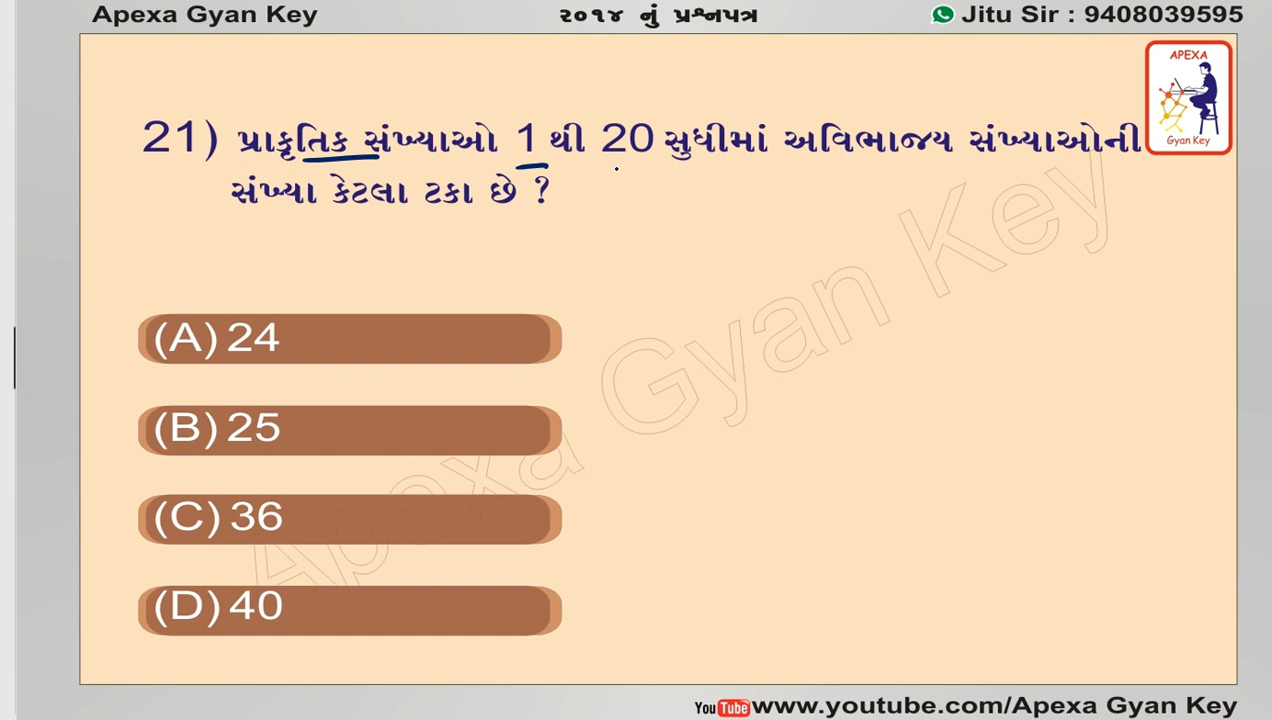 Apexa Gyan Key
૨૦૧૪ નું પ્રશ્નપત્ર
Jitu Sir : 9408039595
APEXA
Gyan Key
21) પ્રાકૃતિક સંખ્યાઓ 1 થી 20 સુધીમાં અવિભાજય સંખ્યાઓની
સંખ્યા કેટલા ટકા છે ?
(A) 24
(B) 25
(C) 36
(D) 40
Apexa Gyan Key
YouTube www.youtube.com/Apexa Gyan Key